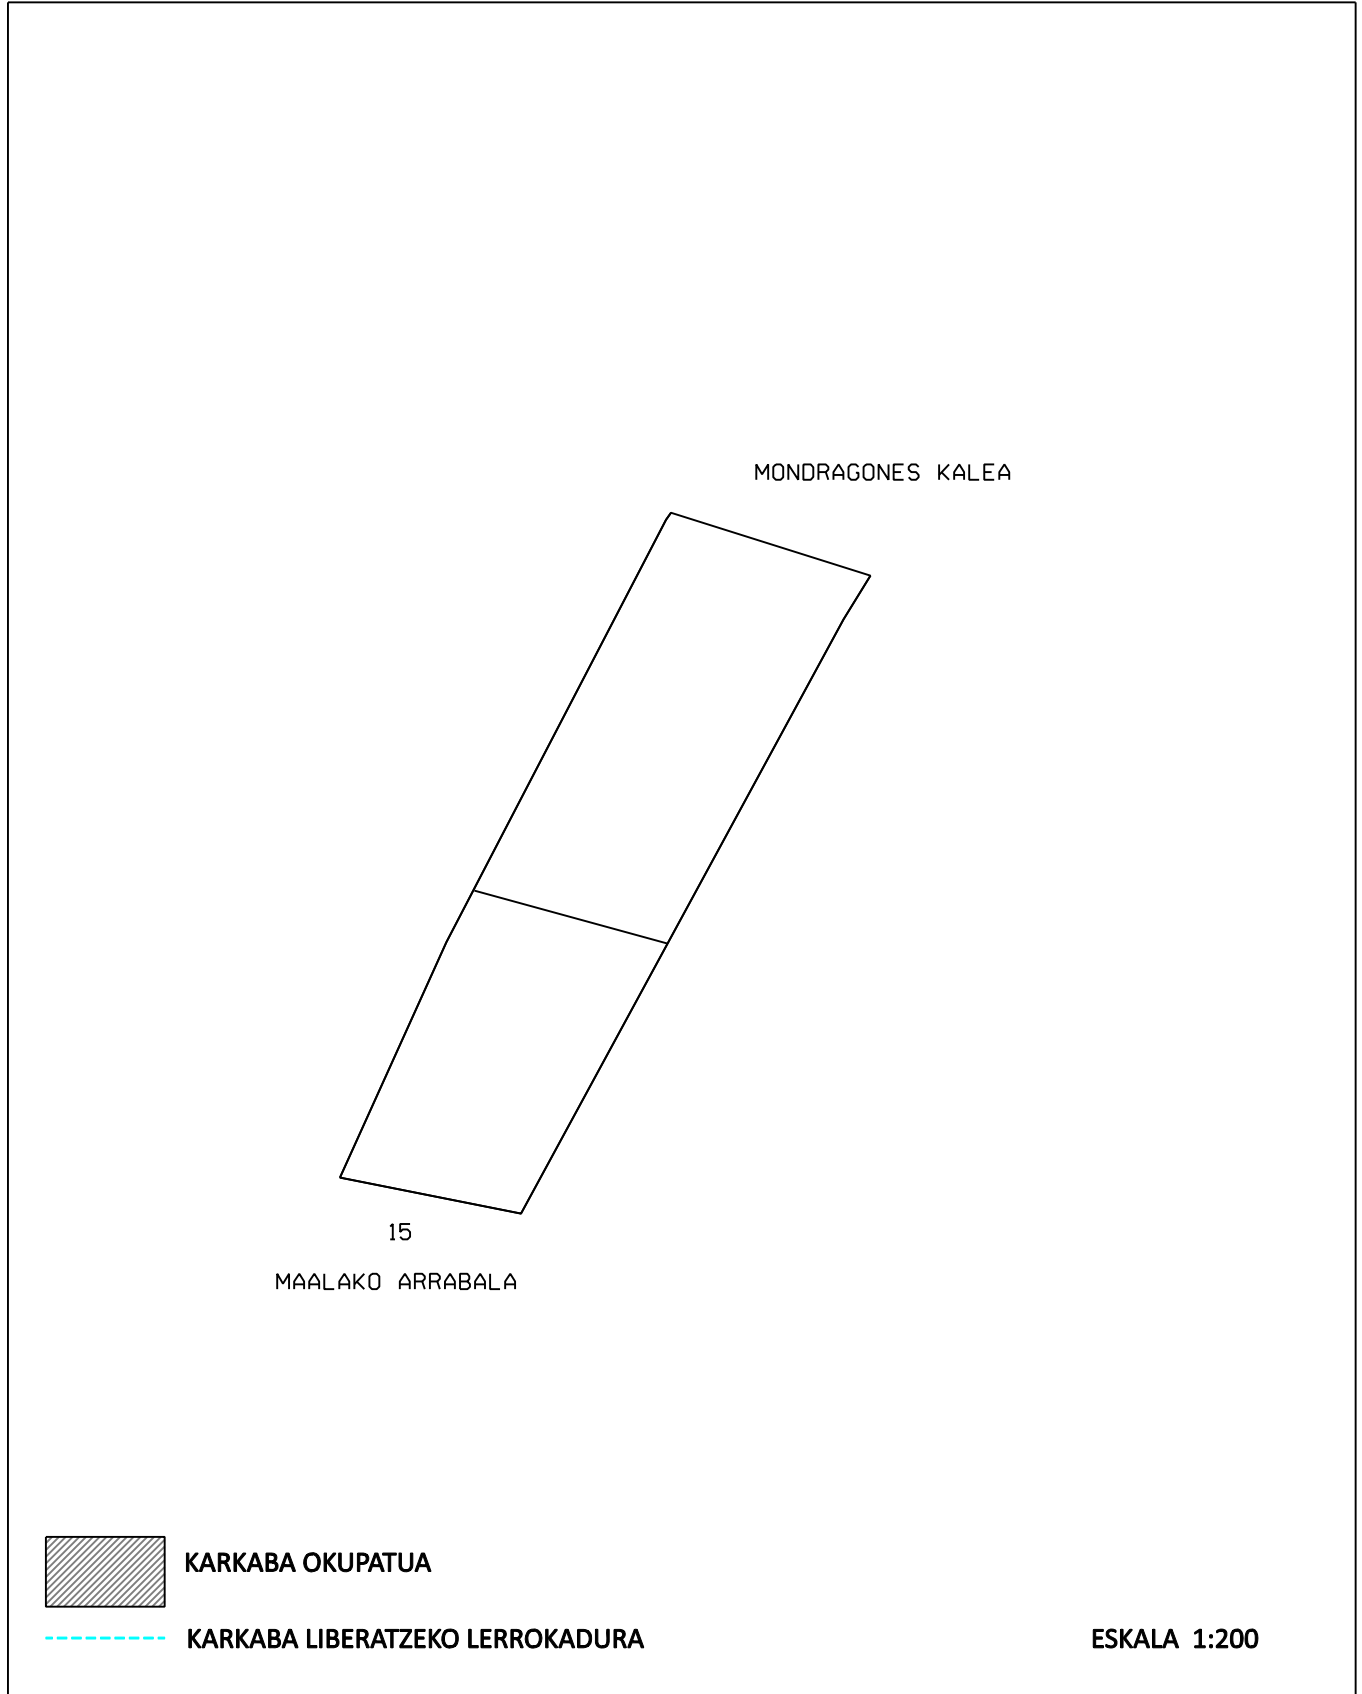 MONDRAGONES KALEA
15
MAALAKO ARRABALA
KARKABA OKUPATUA
KARKABA LIBERATZEKO LERROKADURA
ESKALA 1:200